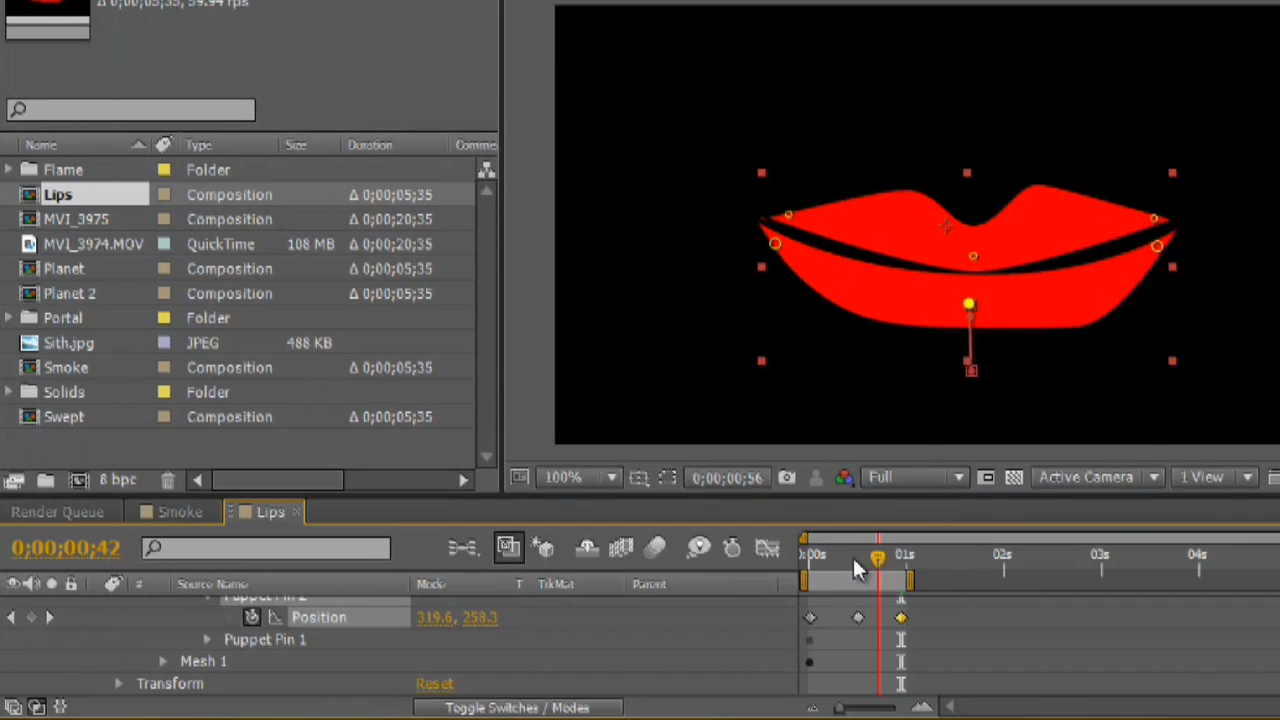 Δ 0;00;05;35, 59.94 fps
Name Type Size Duration Comme
Flame Folder
Lips Composition Δ 0;00;05;35
MVI_3975 Composition Δ 0;00;20;35
MVI_3974.MOV QuickTime 108 MB Δ 0;00;20;35
Planet Composition Δ 0;00;05;35
Planet 2 Composition Δ 0;00;05;35
Portal Folder
Sith.jpg JPEG 488 KB
Smoke Composition Δ 0;00;05;35
Solids Folder
Swept Composition Δ 0;00;05;35
8 bpc
100% 0;00;00;56 Full Active Camera 1 View
Render Queue Smoke Lips ×
0;00;00;42
0:00s 01s 02s 03s 04s
# Source Name Mode T TrkMat Parent
Puppet Pin 2
Position 319.6, 258.3
Puppet Pin 1
Mesh 1
Transform Reset
Toggle Switches / Modes